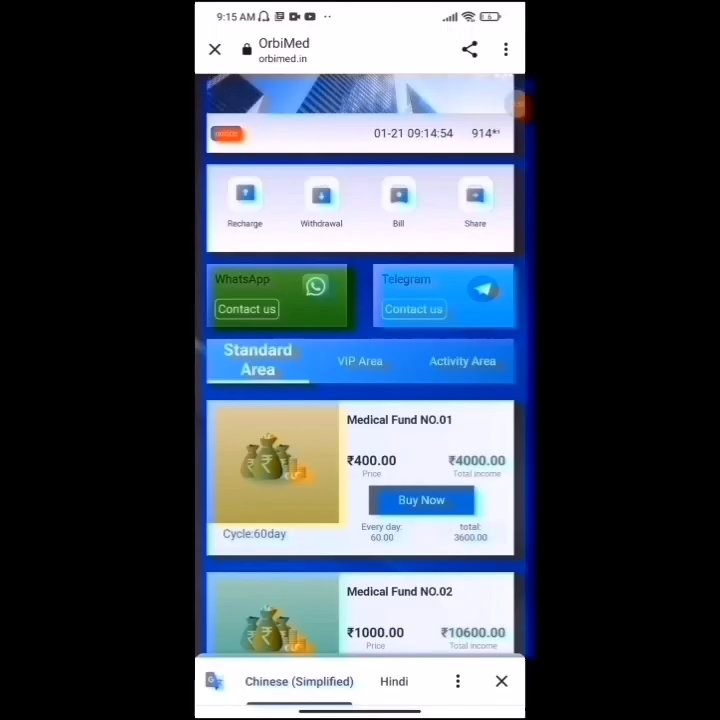 9:15 AM
OrbiMed
orbimed.in
01-21 09:14:54 914*
Recharge Withdrawal Bill Share
WhatsApp Telegram
Contact us Contact us
Standard
Area
VIP Area Activity Area
Medical Fund NO.01
₹400.00 ₹4000.00
Price Total income
Buy Now
Cycle:60day
Every day: total:
60.00 3600.00
Medical Fund NO.02
₹1000.00 ₹10600.00
Price Total income
Chinese (Simplified) Hindi